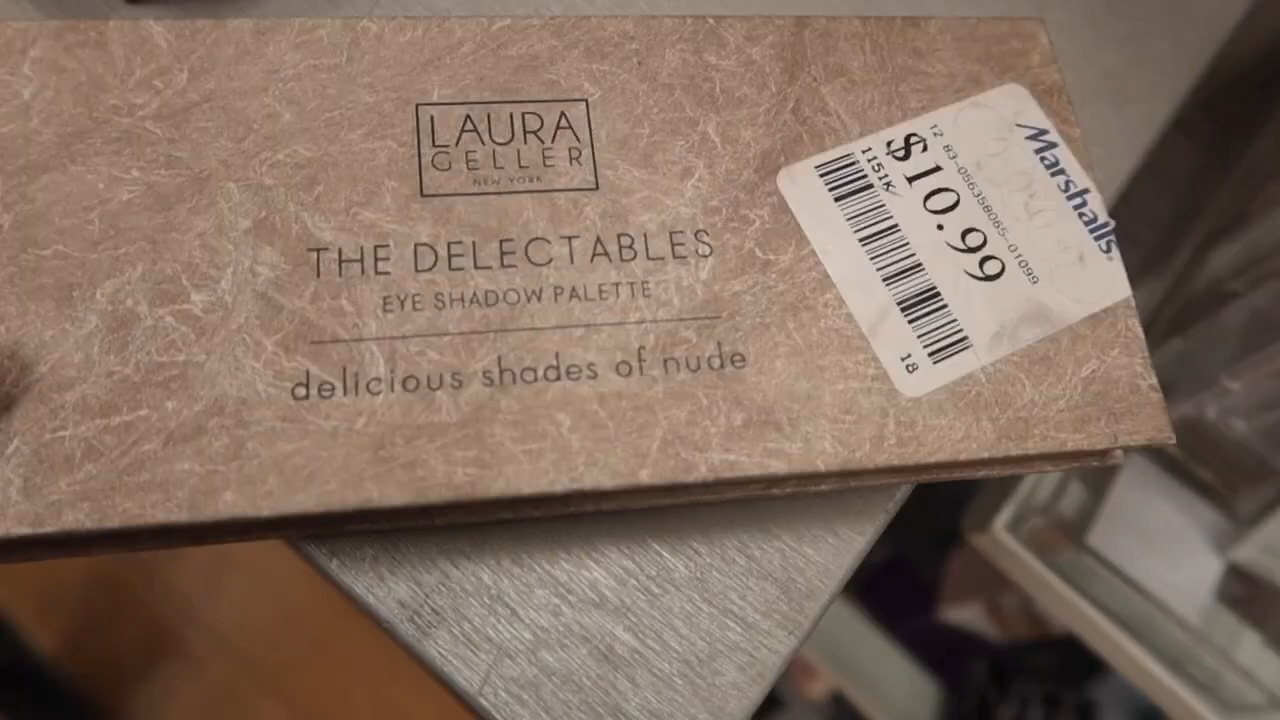 LAURA
GELLER
NEW YORK
THE DELECTABLES
EYE SHADOW PALETTE
delicious shades of nude
Marshalls®
12 83-056358065-01099
$10.99
1151K
18